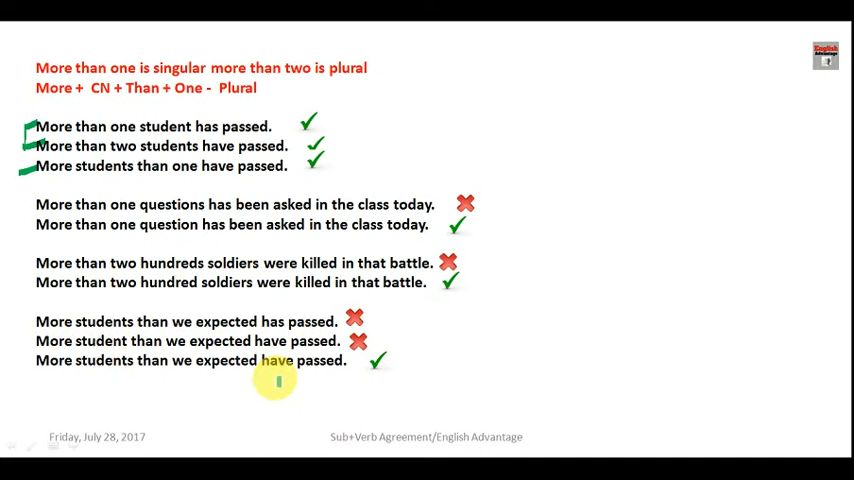 English
Advantage
More than one is singular more than two is plural
More + CN + Than + One - Plural
More than one student has passed.
More than two students have passed.
More students than one have passed.
More than one questions has been asked in the class today.
More than one question has been asked in the class today.
More than two hundreds soldiers were killed in that battle.
More than two hundred soldiers were killed in that battle.
More students than we expected has passed.
More student than we expected have passed.
More students than we expected have passed.
Friday, July 28, 2017
Sub+Verb Agreement/English Advantage